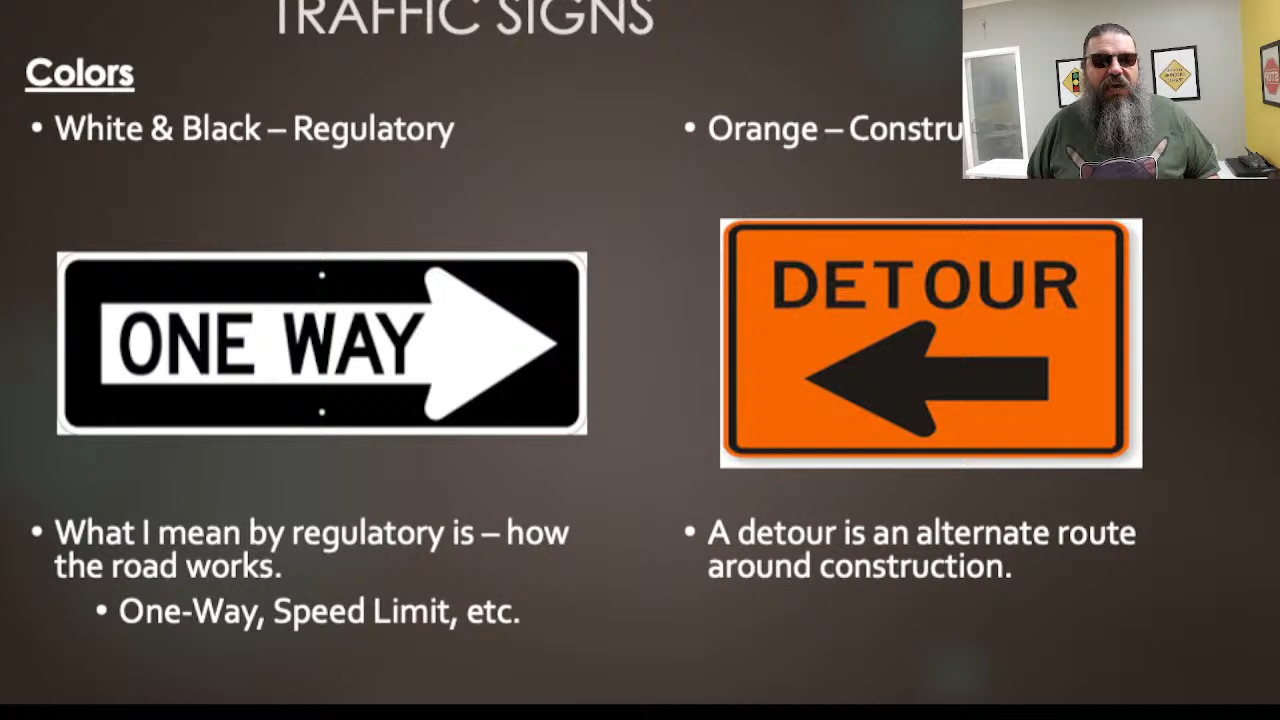 TRAFFIC SIGNS
Colors
• White & Black – Regulatory
ONE WAY
• What I mean by regulatory is – how
the road works.
• One-Way, Speed Limit, etc.
• Orange – Constru
DETOUR
• A detour is an alternate route
around construction.